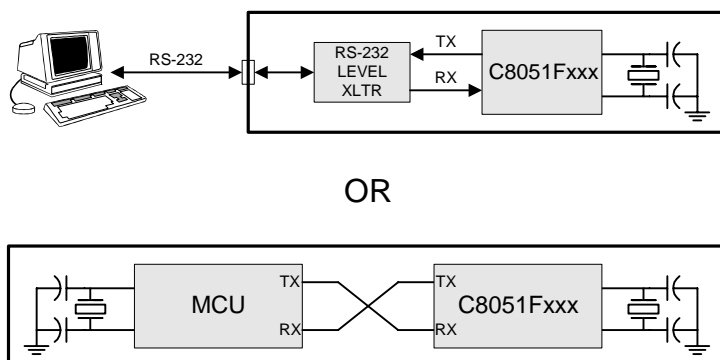 RS-232
RS-232
LEVEL
XLTR
TX
RX
C8051Fxxx
OR
MCU
TX
RX
TX
RX
C8051Fxxx